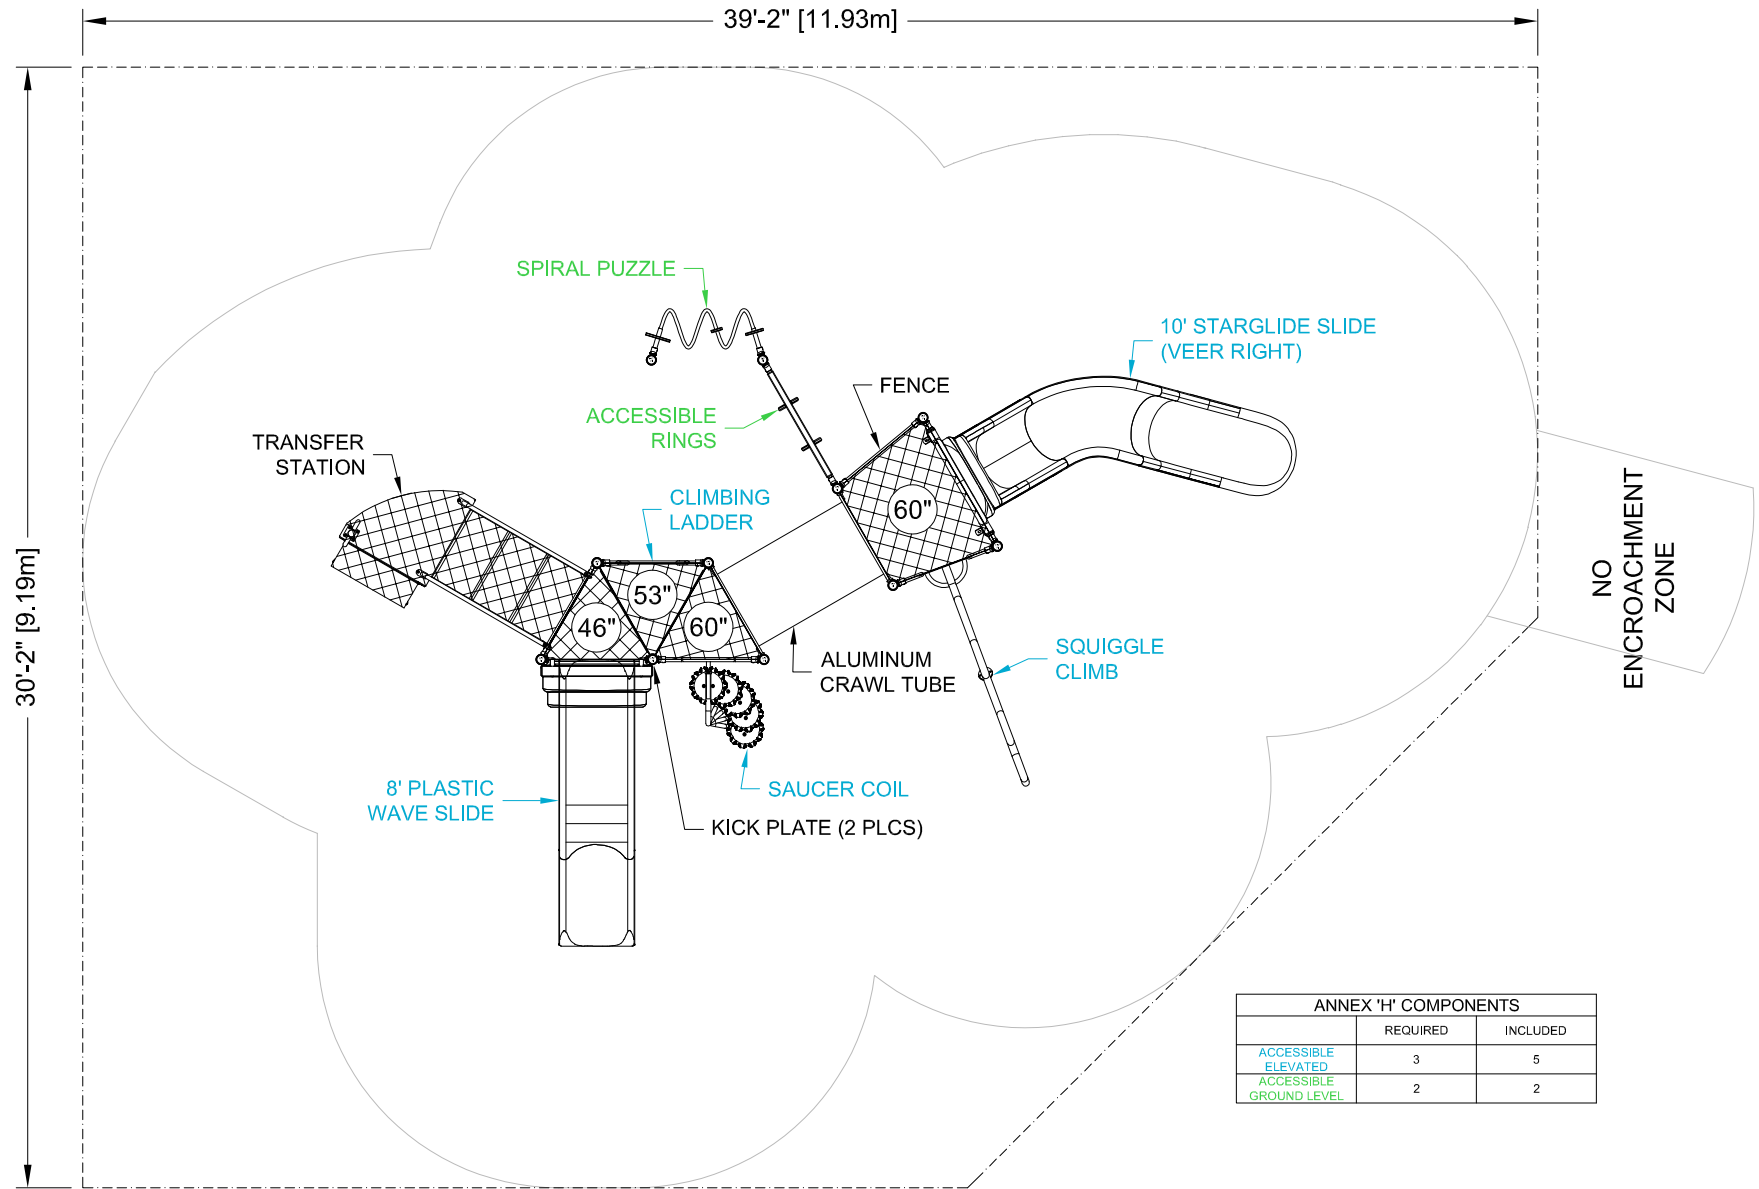 39'-2" [11.93m]
30'-2" [9.19m]
SPIRAL PUZZLE
10' STARGLIDE SLIDE
(VEER RIGHT)
FENCE
ACCESSIBLE
RINGS
TRANSFER
STATION
CLIMBING
LADDER
60"
53"
46"
60"
NO
ENCROACHMENT
ZONE
ALUMINUM
CRAWL TUBE
SQUIGGLE
CLIMB
8' PLASTIC
WAVE SLIDE
SAUCER COIL
KICK PLATE (2 PLCS)
ANNEX 'H' COMPONENTS
REQUIRED INCLUDED
ACCESSIBLE
ELEVATED 3 5
ACCESSIBLE
GROUND LEVEL 2 2